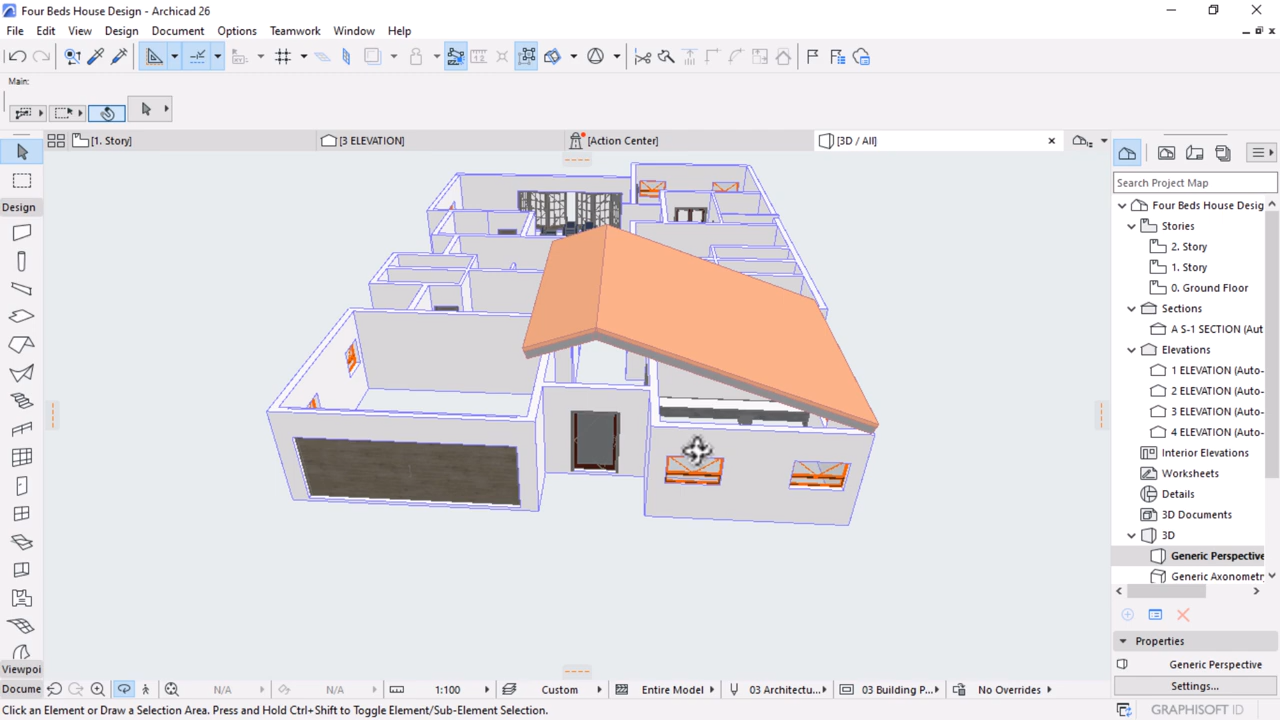 Four Beds House Design - Archicad 26
File Edit View Design Document Options Teamwork Window Help
Main:
[1. Story]
[3 ELEVATION]
[Action Center]
[3D / All]
Search Project Map
Design
Four Beds House Desig
Stories
2. Story
1. Story
0. Ground Floor
Sections
A S-1 SECTION (Aut
Elevations
1 ELEVATION (Auto-
2 ELEVATION (Auto-
3 ELEVATION (Auto-
4 ELEVATION (Auto-
Interior Elevations
Worksheets
Details
3D Documents
3D
Generic Perspective
Generic Axonometr
Properties
Generic Perspective
Settings...
Viewpoi
Docume
N/A
N/A
1:100
Custom
Entire Model
03 Architectu...
03 Building P...
No Overrides
Click an Element or Draw a Selection Area. Press and Hold Ctrl+Shift to Toggle Element/Sub-Element Selection.
GRAPHISOFT ID